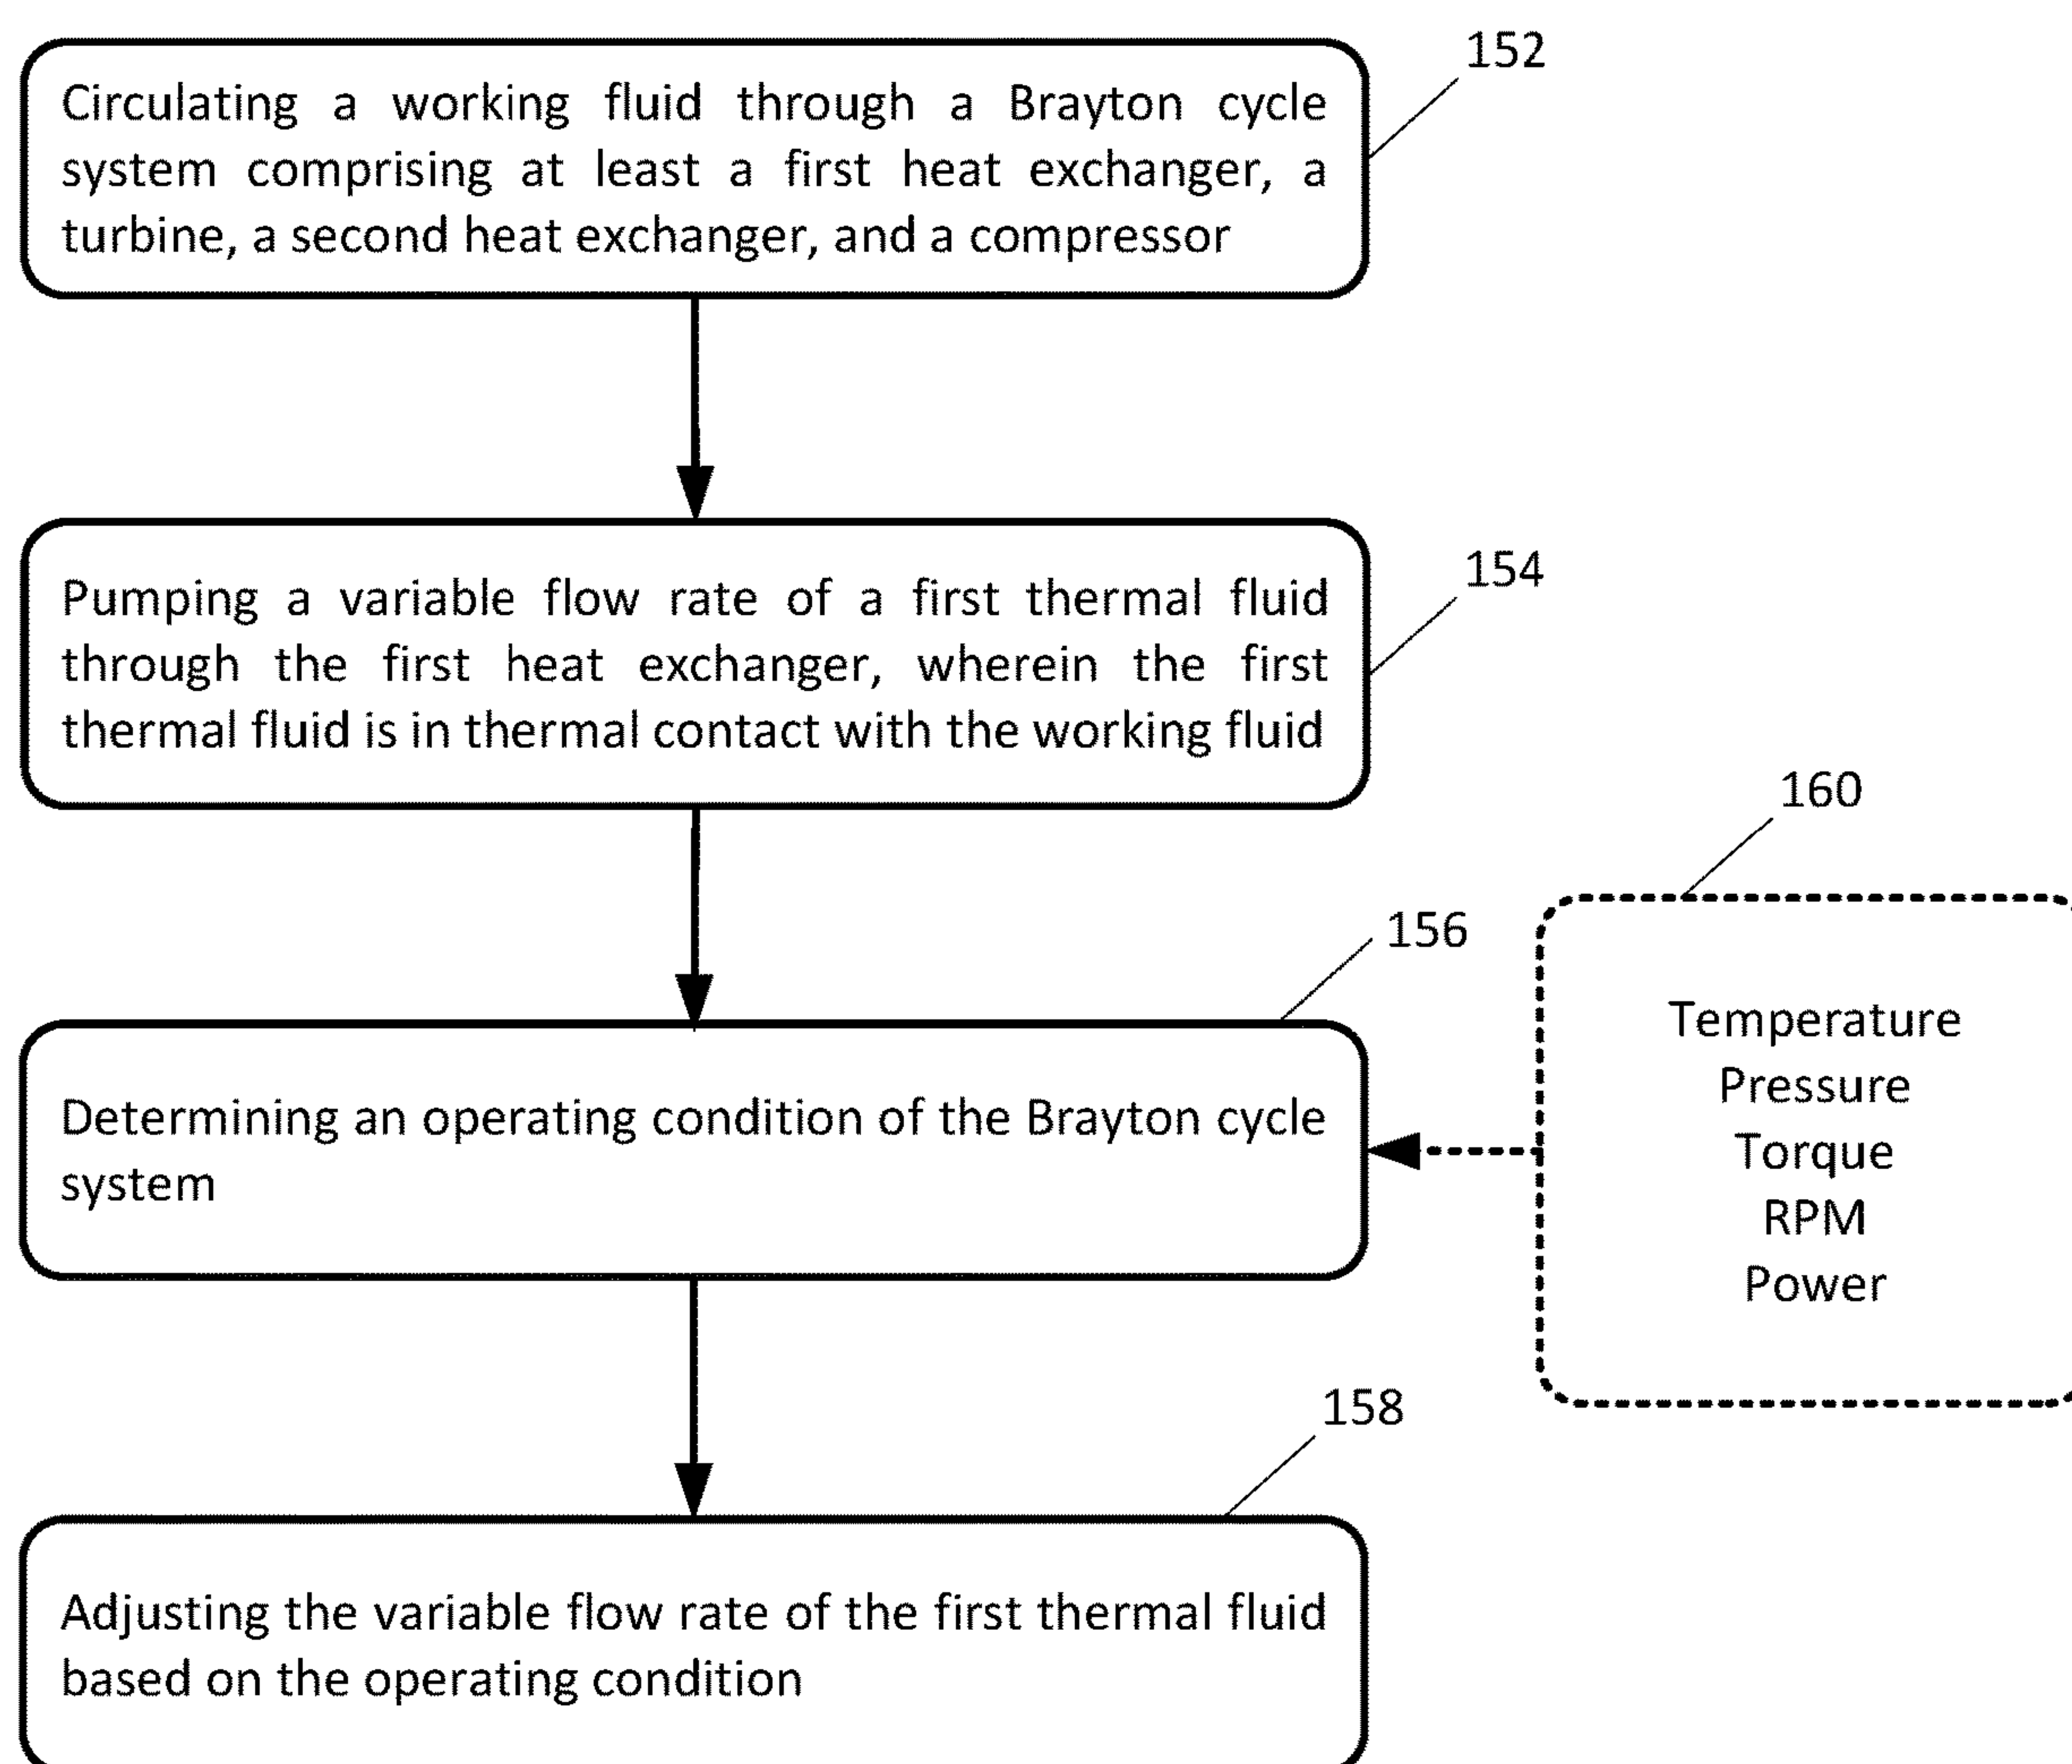 152
Circulating a working fluid through a Brayton cycle
system comprising at least a first heat exchanger, a
turbine, a second heat exchanger, and a compressor
154
Pumping a variable flow rate of a first thermal fluid
through the first heat exchanger, wherein the first
thermal fluid is in thermal contact with the working fluid
160
156
Determining an operating condition of the Brayton cycle
system
Temperature
Pressure
Torque
RPM
Power
158
Adjusting the variable flow rate of the first thermal fluid
based on the operating condition